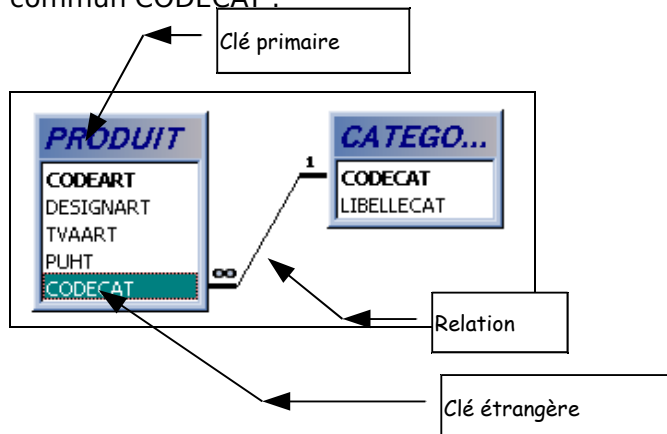 commun CODECAT :
Clé primaire
PRODUIT
CODEART
DESIGNART
TVAART
PUHT
CODECAT
∞
1
CATEGO...
CODECAT
LIBELLECAT
Relation
Clé étrangère